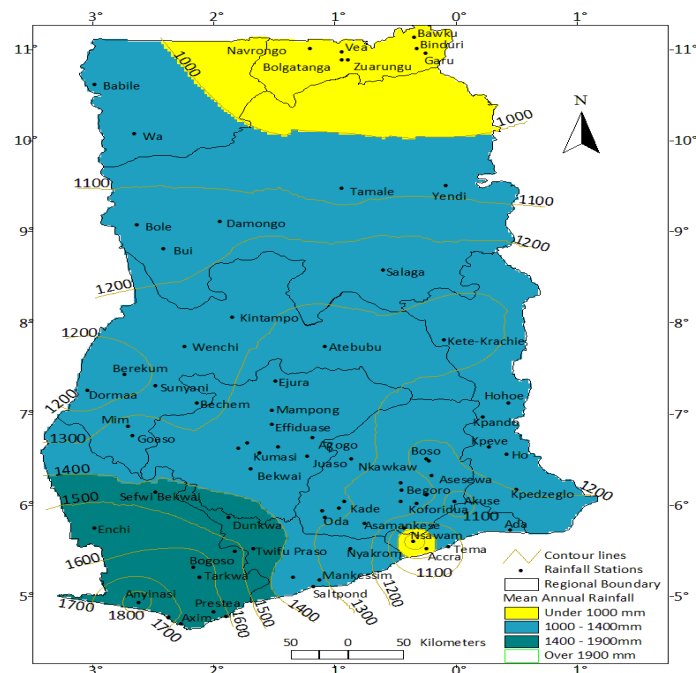 3° 2° 1° 0° 1°
11° 11°
10° 10°
9° 9°
8° 8°
7° 7°
6° 6°
5° 5°
Bawku
Navrongo Vea Binduri
Bolgatanga Zuarungu Garu
1000
Babile
N
1000
Wa
1100 Tamale Yendi 1100
Bole Damongo
1200
Bui
Salaga
1200
Kintampo
1200
Wenchi Atebubu Kete-Krachie
Berekum
Dormaa Sunyani Ejura
Hohoe
1200 Bechem Mampong
Mim Effiduase Kpandu
1300 Goaso Agogo Kpeve
Kumasi Juaso Boso Ho
1400 Bekwai Nkawkaw
Asesewa
1500 Sefwi Bekwai Begoro Kpedzeglo 1200
Kade Koforidua Akuse
1100
Enchi Dunkwa Oda Asamankese Ada
Nsawam
1600 Twifu Praso Nyakrom Accra Tema
Bogoso 1100
Tarkwa Mankessim
Anyinasi Saltpond
1700 Prestea 1500 1300 1200
1800 1600
1700 Axim
Contour lines
Rainfall Stations
Regional Boundary
Mean Annual Rainfall
Under 1000 mm
1000 - 1400mm
1400 - 1900mm
Over 1900 mm
50 0 50 Kilometers
3° 2° 1° 0° 1°